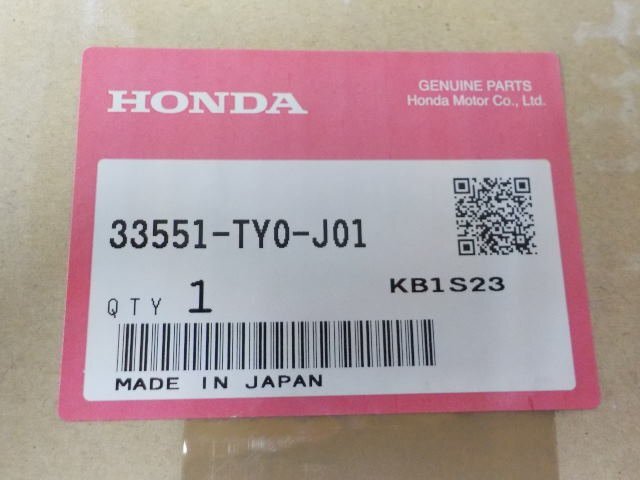 HONDA
GENUINE PARTS
Honda Motor Co., Ltd.
33551-TY0-J01
KB1S23
QTY 1
MADE IN JAPAN